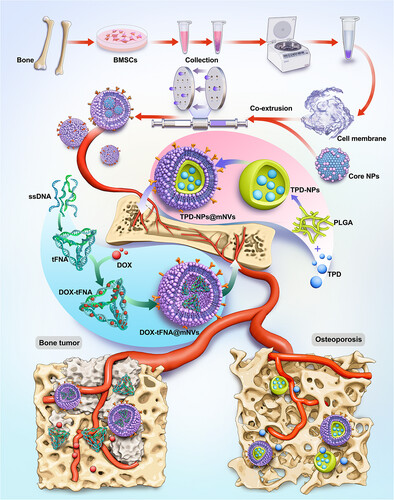 Bone
BMSCs
Collection
Co-extrusion
Cell membrane
Core NPs
TPD-NPs
TPD-NPs@mNVs
PLGA
+
TPD
ssDNA
tFNA
DOX
DOX-tFNA
DOX-tFNA@mNVs
Bone tumor
Osteoporosis